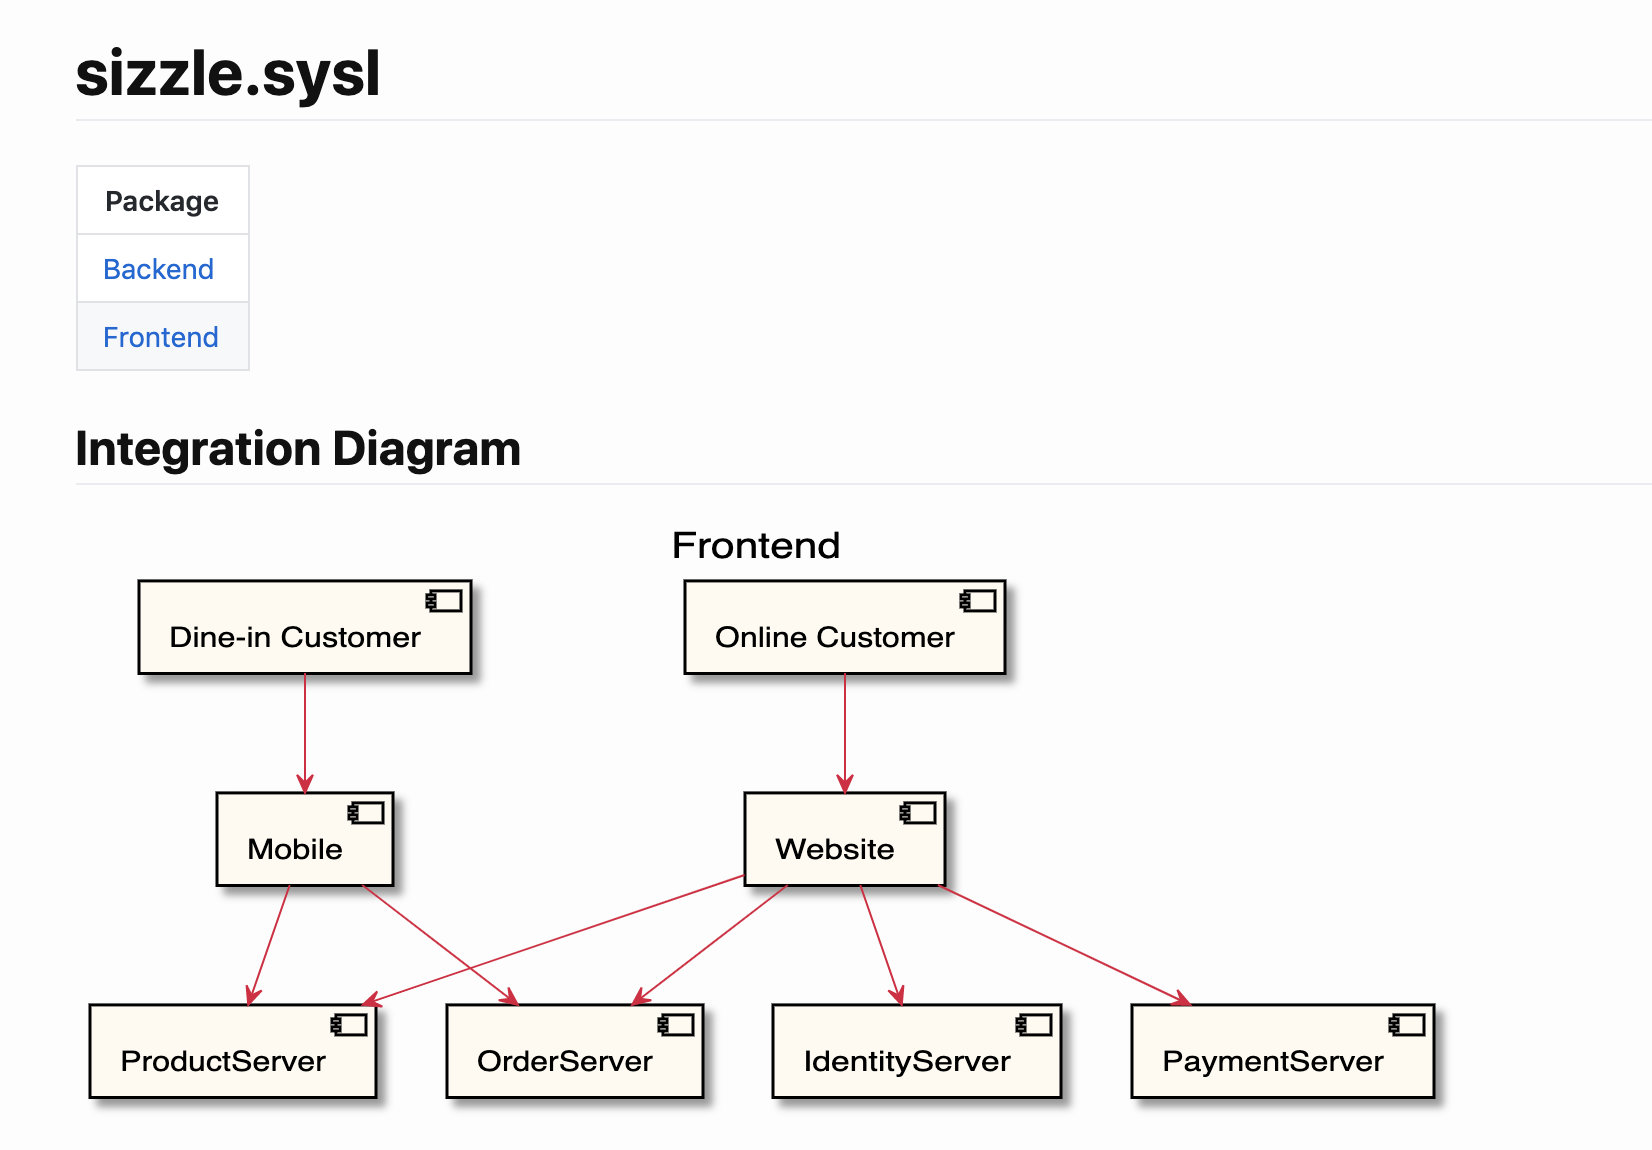 sizzle.sysl
Package
Backend
Frontend
Integration Diagram
Frontend
Dine-in Customer
Online Customer
Mobile
Website
ProductServer
OrderServer
IdentityServer
PaymentServer